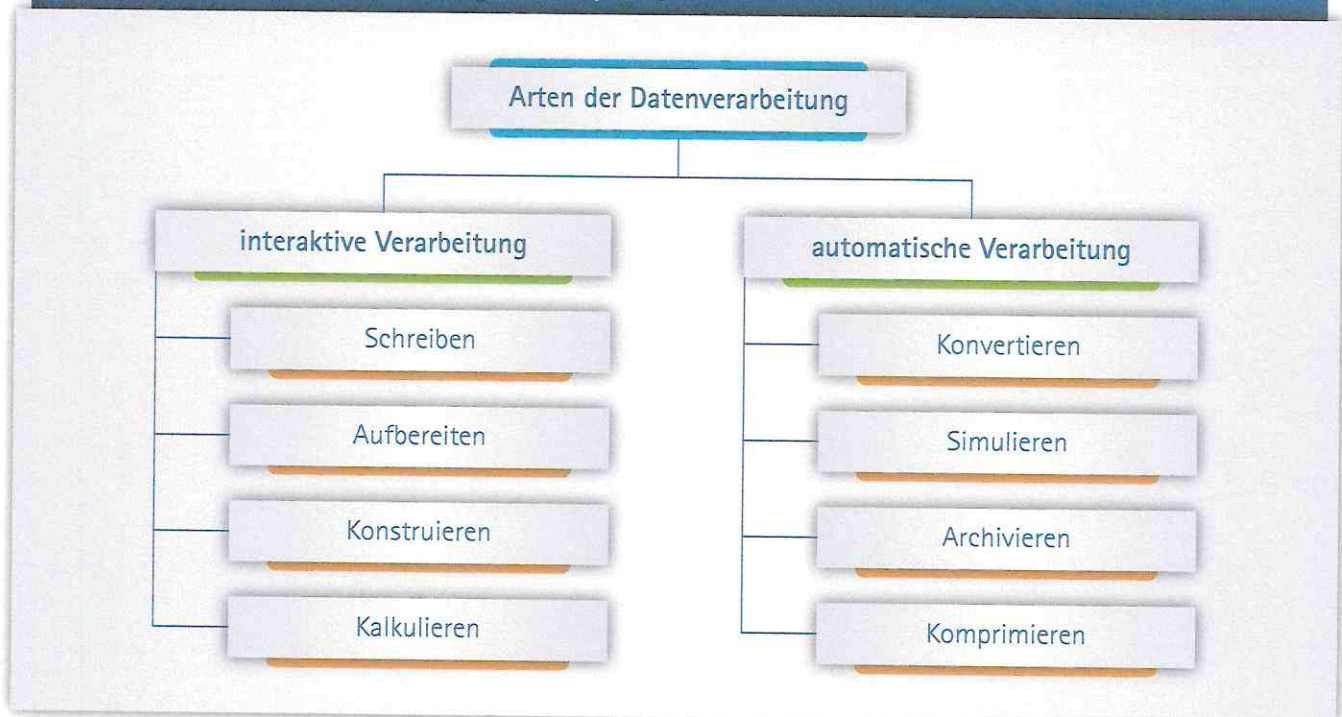 Arten der Datenverarbeitung
interaktive Verarbeitung
Schreiben
Aufbereiten
Konstruieren
Kalkulieren
automatische Verarbeitung
Konvertieren
Simulieren
Archivieren
Komprimieren